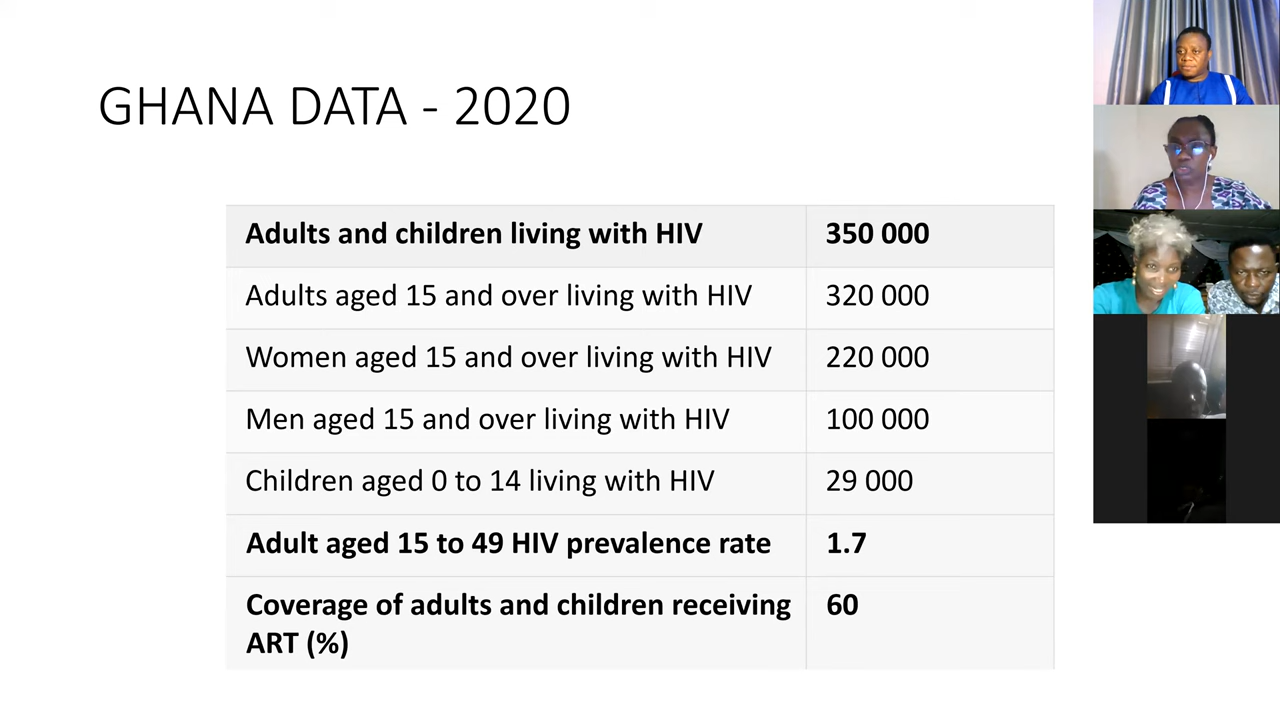 GHANA DATA - 2020
Adults and children living with HIV 350 000
Adults aged 15 and over living with HIV 320 000
Women aged 15 and over living with HIV 220 000
Men aged 15 and over living with HIV 100 000
Children aged 0 to 14 living with HIV 29 000
Adult aged 15 to 49 HIV prevalence rate 1.7
Coverage of adults and children receiving 60
ART (%)